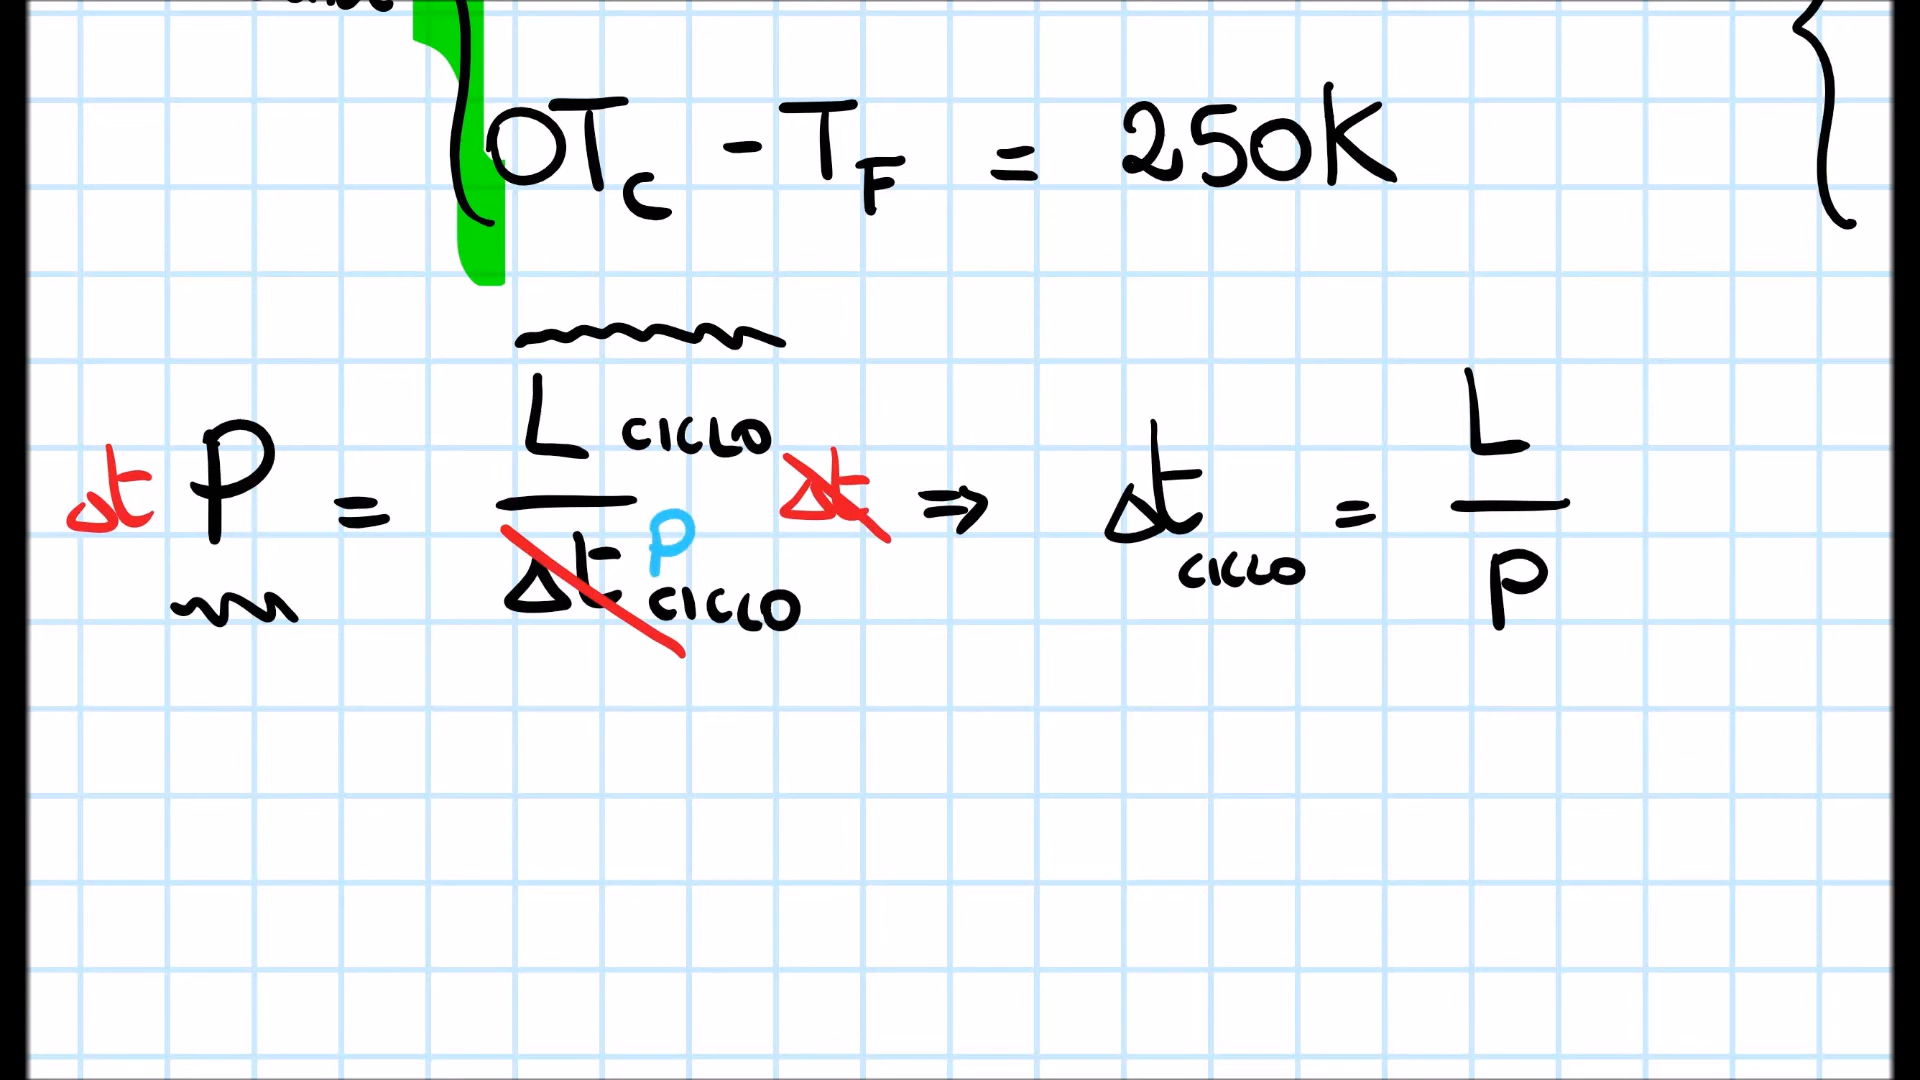 0T_C - T_F = 250K
Δt P = L CICLO / Δt CICLO P Δt ⇒ Δt CICLO = L / P